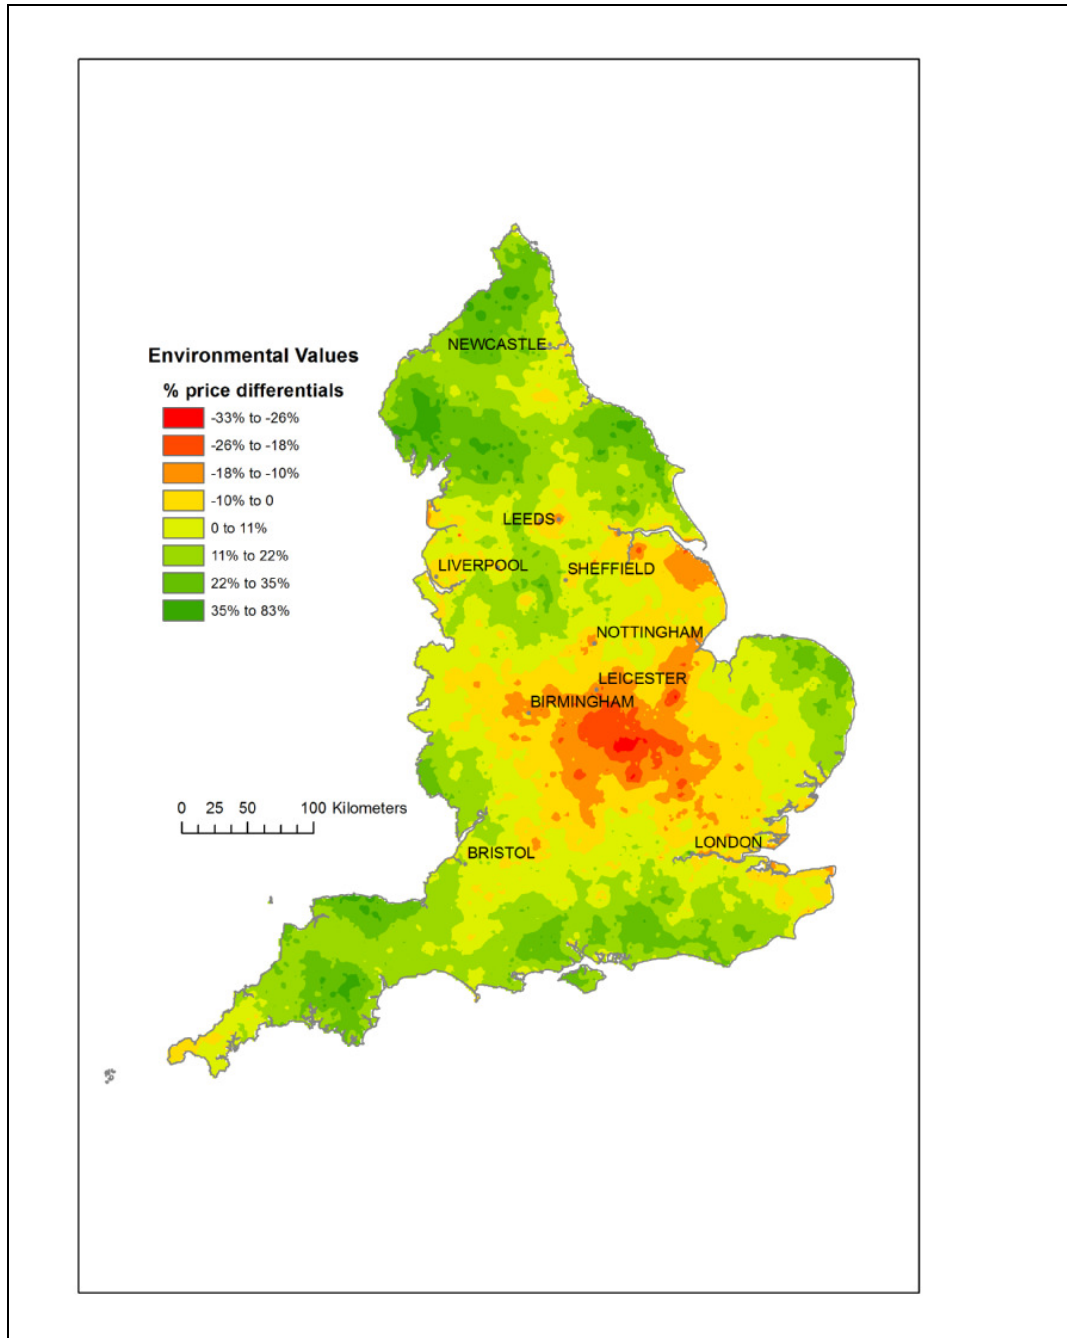 NEWCASTLE
Environmental Values
% price differentials
-33% to -26%
-26% to -18%
-18% to -10%
-10% to 0
0 to 11%
11% to 22%
22% to 35%
35% to 83%
LEEDS
LIVERPOOL
SHEFFIELD
NOTTINGHAM
LEICESTER
BIRMINGHAM
0 25 50 100 Kilometers
LONDON
BRISTOL